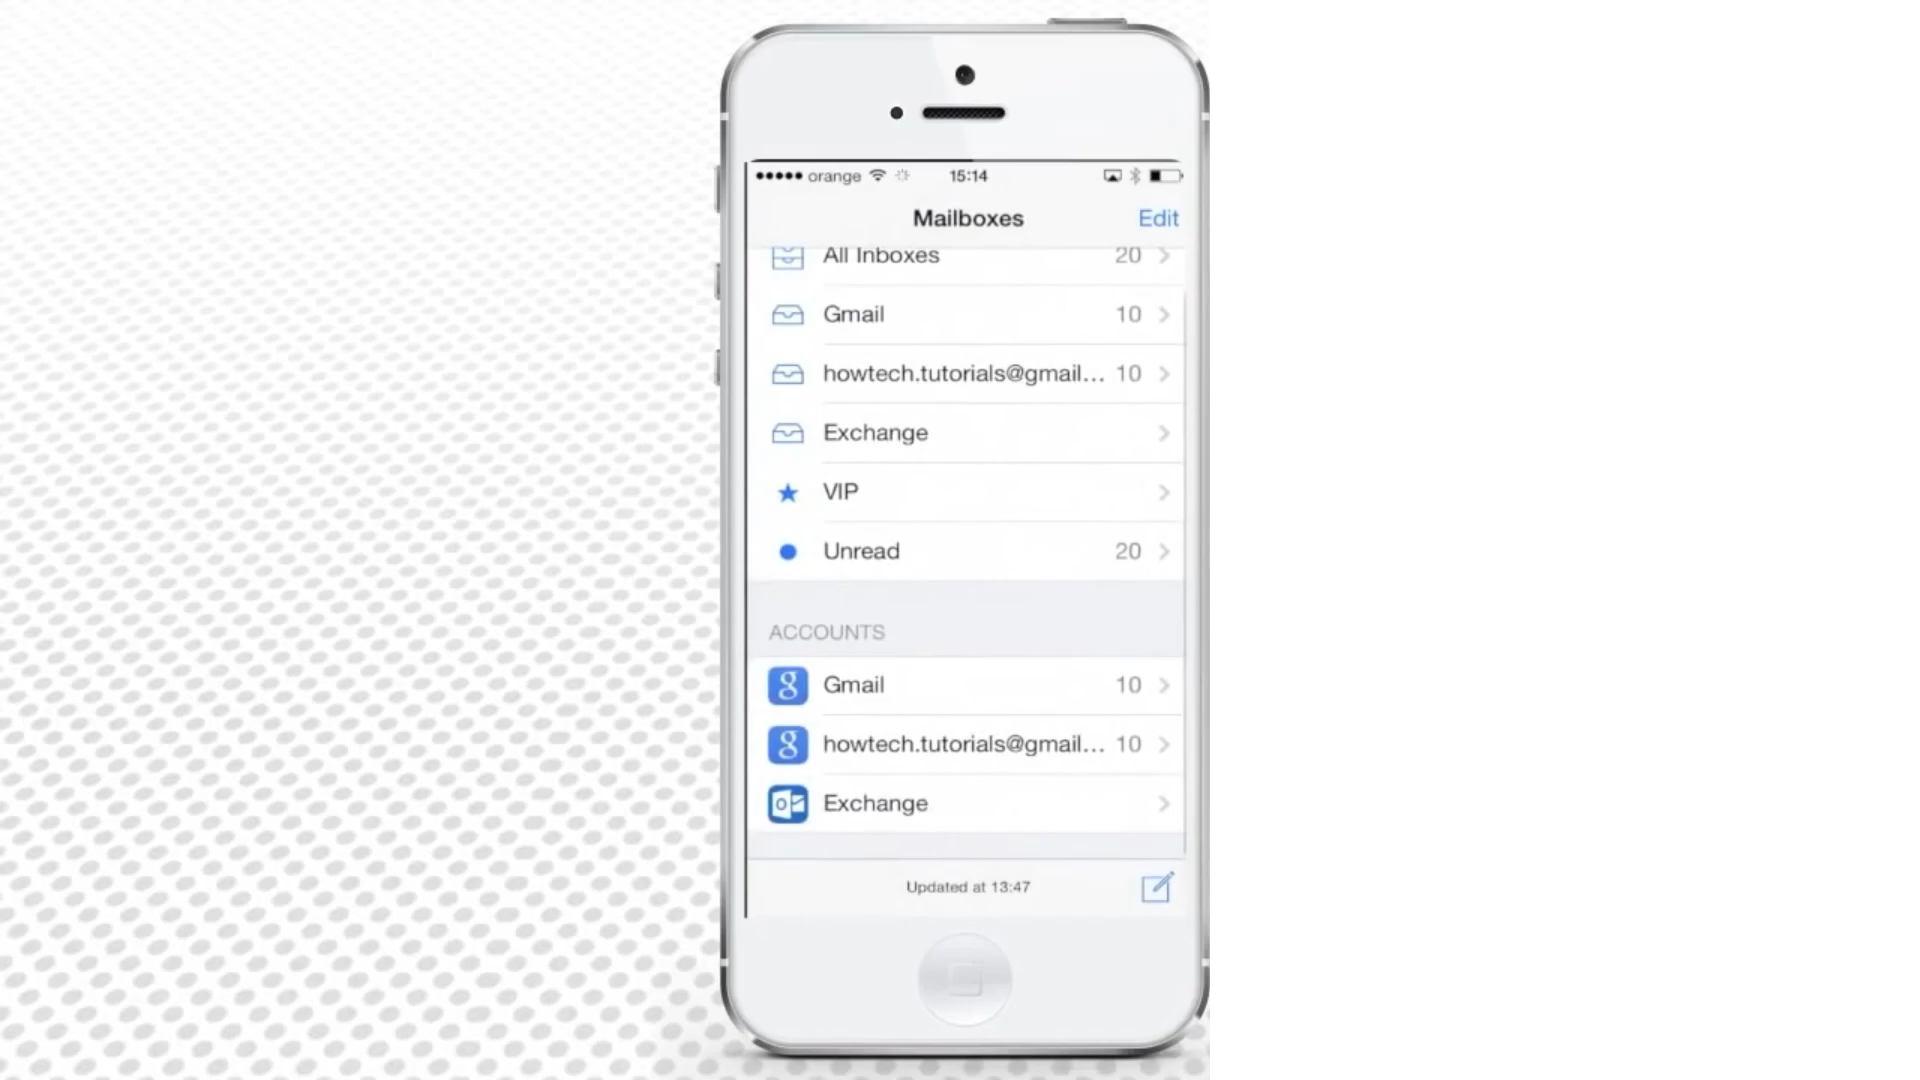 orange 15:14
Mailboxes Edit
All Inboxes 20
Gmail 10
howtech.tutorials@gmail... 10
Exchange
VIP
Unread 20
ACCOUNTS
Gmail 10
howtech.tutorials@gmail... 10
Exchange
Updated at 13:47